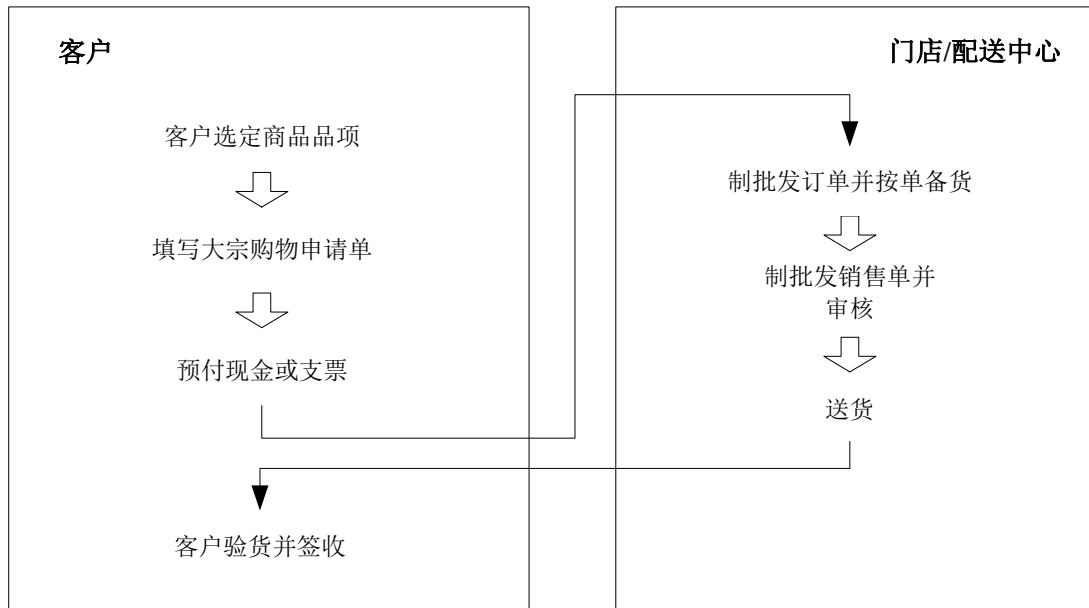 客户
客户选定商品品项
填写大宗购物申请单
预付现金或支票
客户验货并签收
门店/配送中心
制批发订单并按单备货
制批发销售单并
审核
送货